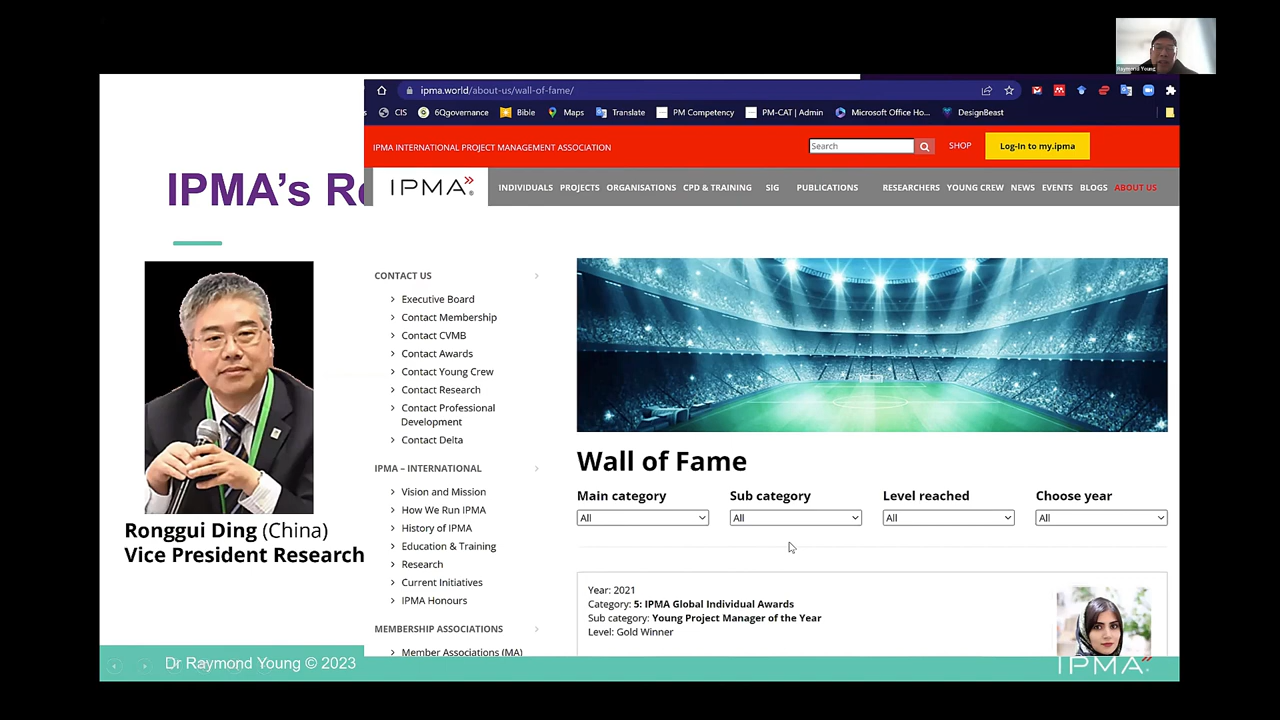 Raymond Young
ipma.world/about-us/wall-of-fame/
CIS 6Qgovernance Bible Maps Translate PM Competency PM-CAT | Admin Microsoft Office Ho... DesignBeast
IPMA INTERNATIONAL PROJECT MANAGEMENT ASSOCIATION
Search
SHOP
Log-In to my.ipma
IPMA®
INDIVIDUALS PROJECTS ORGANISATIONS CPD & TRAINING SIG PUBLICATIONS RESEARCHERS YOUNG CREW NEWS EVENTS BLOGS ABOUT US
IPMA's Re
Ronggui Ding (China)
Vice President Research
CONTACT US
Executive Board
Contact Membership
Contact CVMB
Contact Awards
Contact Young Crew
Contact Research
Contact Professional
Development
Contact Delta
IPMA – INTERNATIONAL
Vision and Mission
How We Run IPMA
History of IPMA
Education & Training
Research
Current Initiatives
IPMA Honours
MEMBERSHIP ASSOCIATIONS
Member Associations (MA)
Wall of Fame
Main category Sub category Level reached Choose year
All All All All
Year: 2021
Category: 5: IPMA Global Individual Awards
Sub category: Young Project Manager of the Year
Level: Gold Winner
Dr Raymond Young © 2023
IPMA